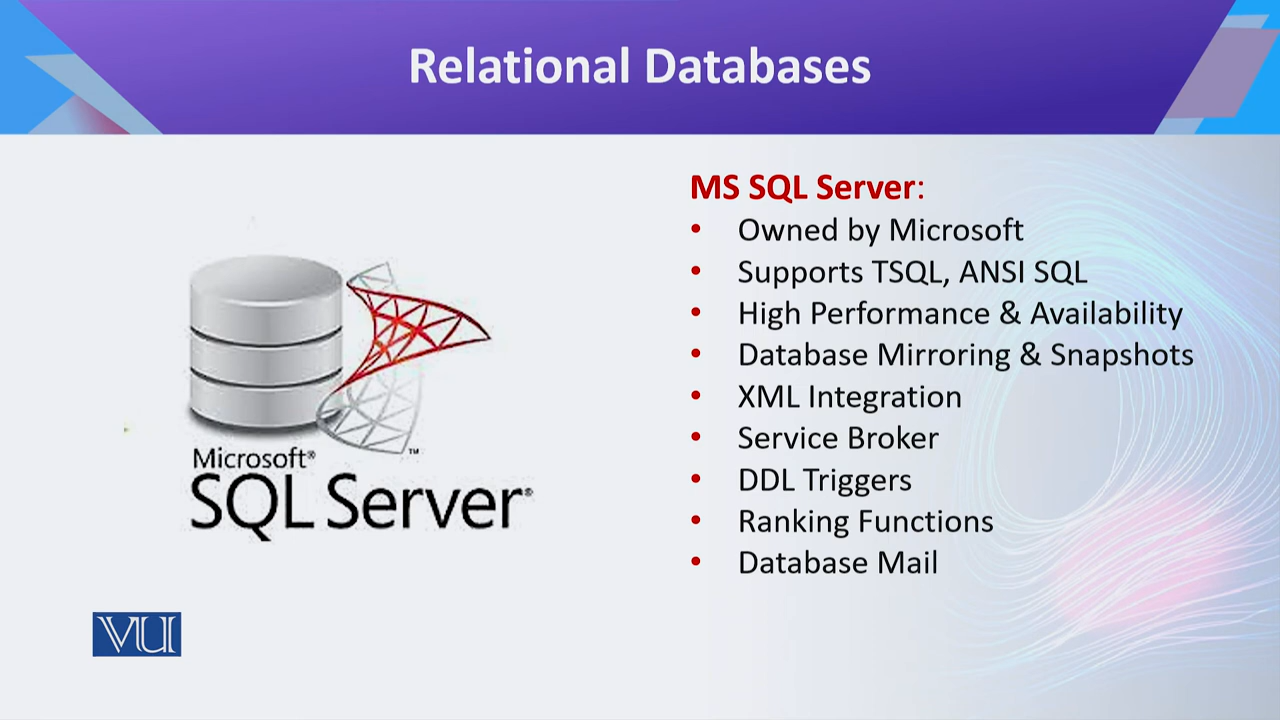 Relational Databases
MS SQL Server:
• Owned by Microsoft
• Supports TSQL, ANSI SQL
• High Performance & Availability
• Database Mirroring & Snapshots
• XML Integration
• Service Broker
• DDL Triggers
• Ranking Functions
• Database Mail
Microsoft®
SQL Server®
™
VU